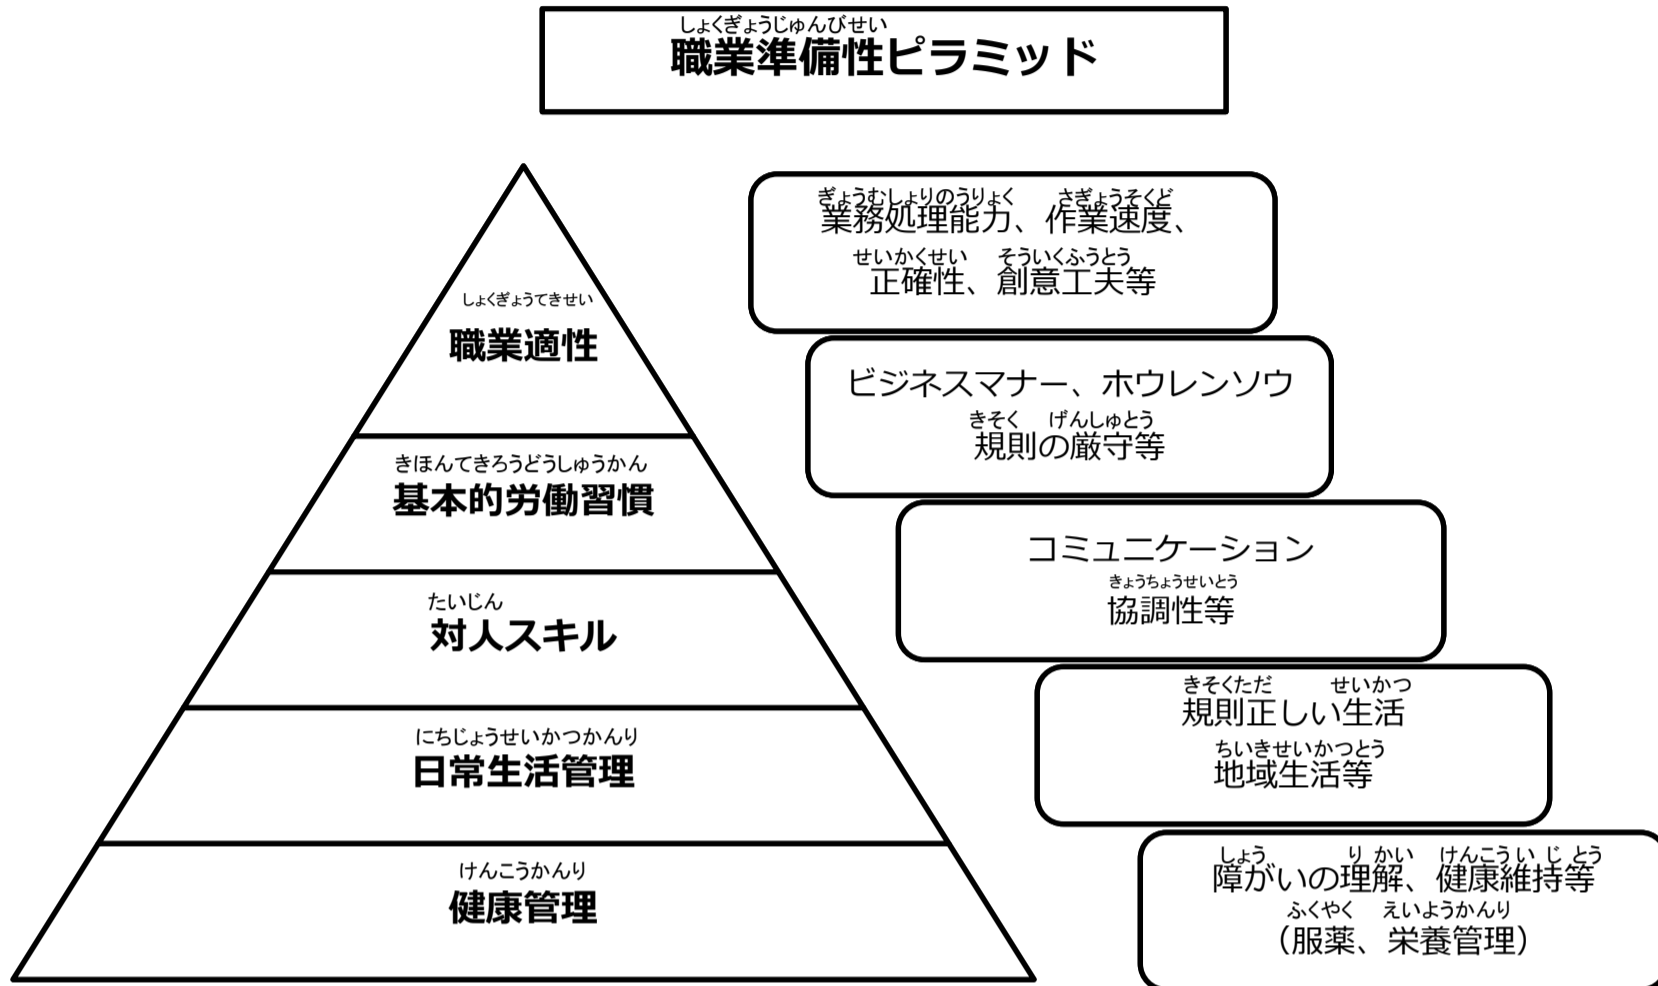 しょくぎょうじゅんびせい
職業準備性ピラミッド
しょくぎょうてきせい
職業適性
きほんてきろうどうしゅうかん
基本的労働習慣
たいじん
対人スキル
にちじょうせいかつかんり
日常生活管理
けんこうかんり
健康管理
ぎょうむしょりのうりょく さぎょうそくど
業務処理能力、作業速度、
せいかくせい そういくふうとう
正確性、創意工夫等
ビジネスマナー、ホウレンソウ
きそく げんしゅとう
規則の厳守等
コミュニケーション
きょうちょうせいとう
協調性等
きそくただ せいかつ
規則正しい生活
ちいきせいかつとう
地域生活等
しょう り かい けんこう い じ とう
障がいの理解、健康維持等
ふくやく えいようかんり
（服薬、栄養管理）